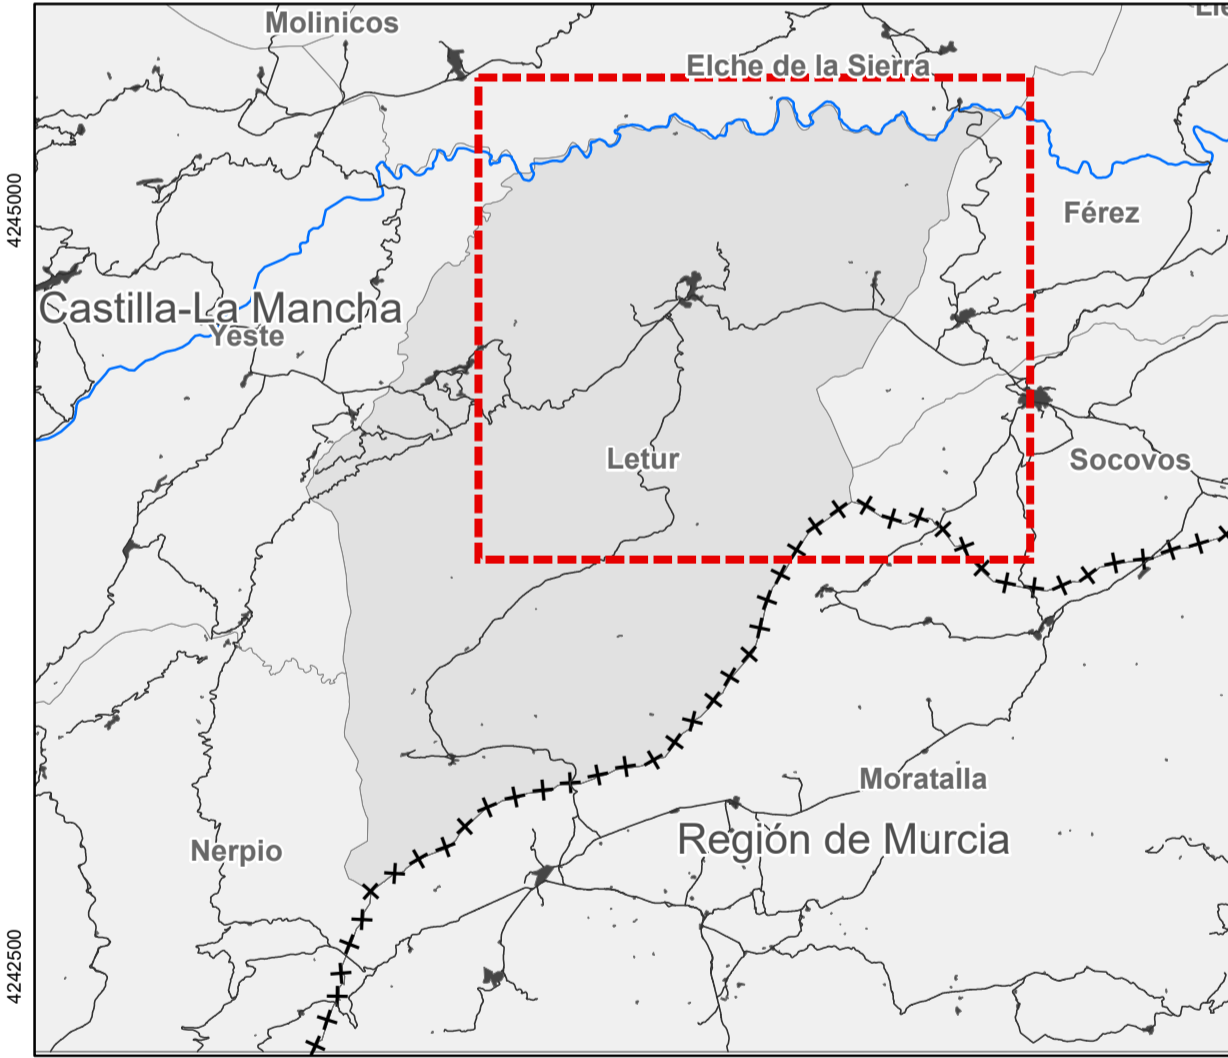 Molinicos
Elche de la Sierra
4245000
Férez
Castilla-La Mancha
Yeste
Letur
Socovos
Moratalla
Región de Murcia
Nerpio
4242500